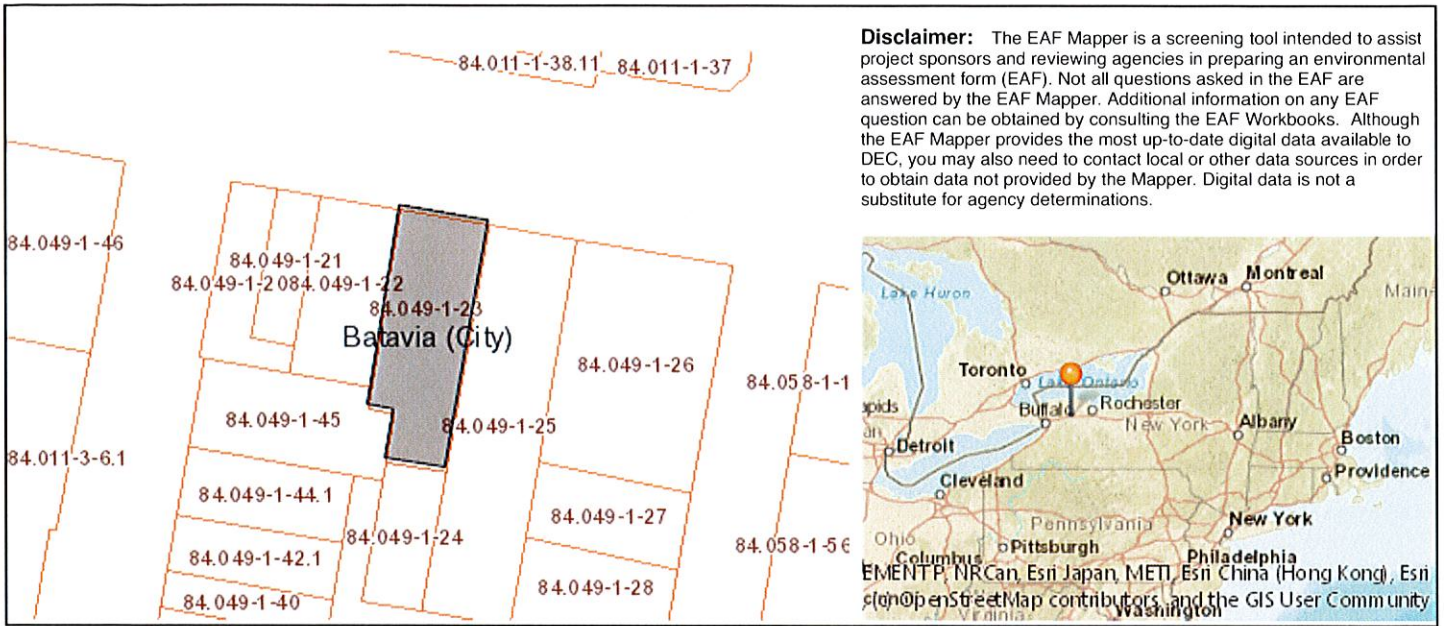 Disclaimer: The EAF Mapper is a screening tool intended to assist
project sponsors and reviewing agencies in preparing an environmental
assessment form (EAF). Not all questions asked in the EAF are
answered by the EAF Mapper. Additional information on any EAF
question can be obtained by consulting the EAF Workbooks. Although
the EAF Mapper provides the most up-to-date digital data available to
DEC, you may also need to contact local or other data sources in order
to obtain data not provided by the Mapper. Digital data is not a
substitute for agency determinations.
84.011-1-38.11
84.011-1-37
84.049-1-46
84.049-1-21
84.049-1-20
84.049-1-22
84.049-1-23
Batavia (City)
84.049-1-26
84.058-1-1
84.049-1-45
84.049-1-25
84.011-3-6.1
84.049-1-44.1
84.049-1-27
84.049-1-24
84.058-1-56
84.049-1-42.1
84.049-1-28
84.049-1-40
Ottawa
Montreal
Lake Huron
Toronto
Lake Ontario
Buffalo
Rochester
New York
Albany
Detroit
Boston
Providence
Cleveland
New York
Pennsylvania
Ohio
Pittsburgh
Columbus
Philadelphia
EMENT P, NRCan, Esri Japan, METI, Esri China (Hong Kong), Esri
OpenStreetMap contributors, and the GIS User Community
Virginia
Washington